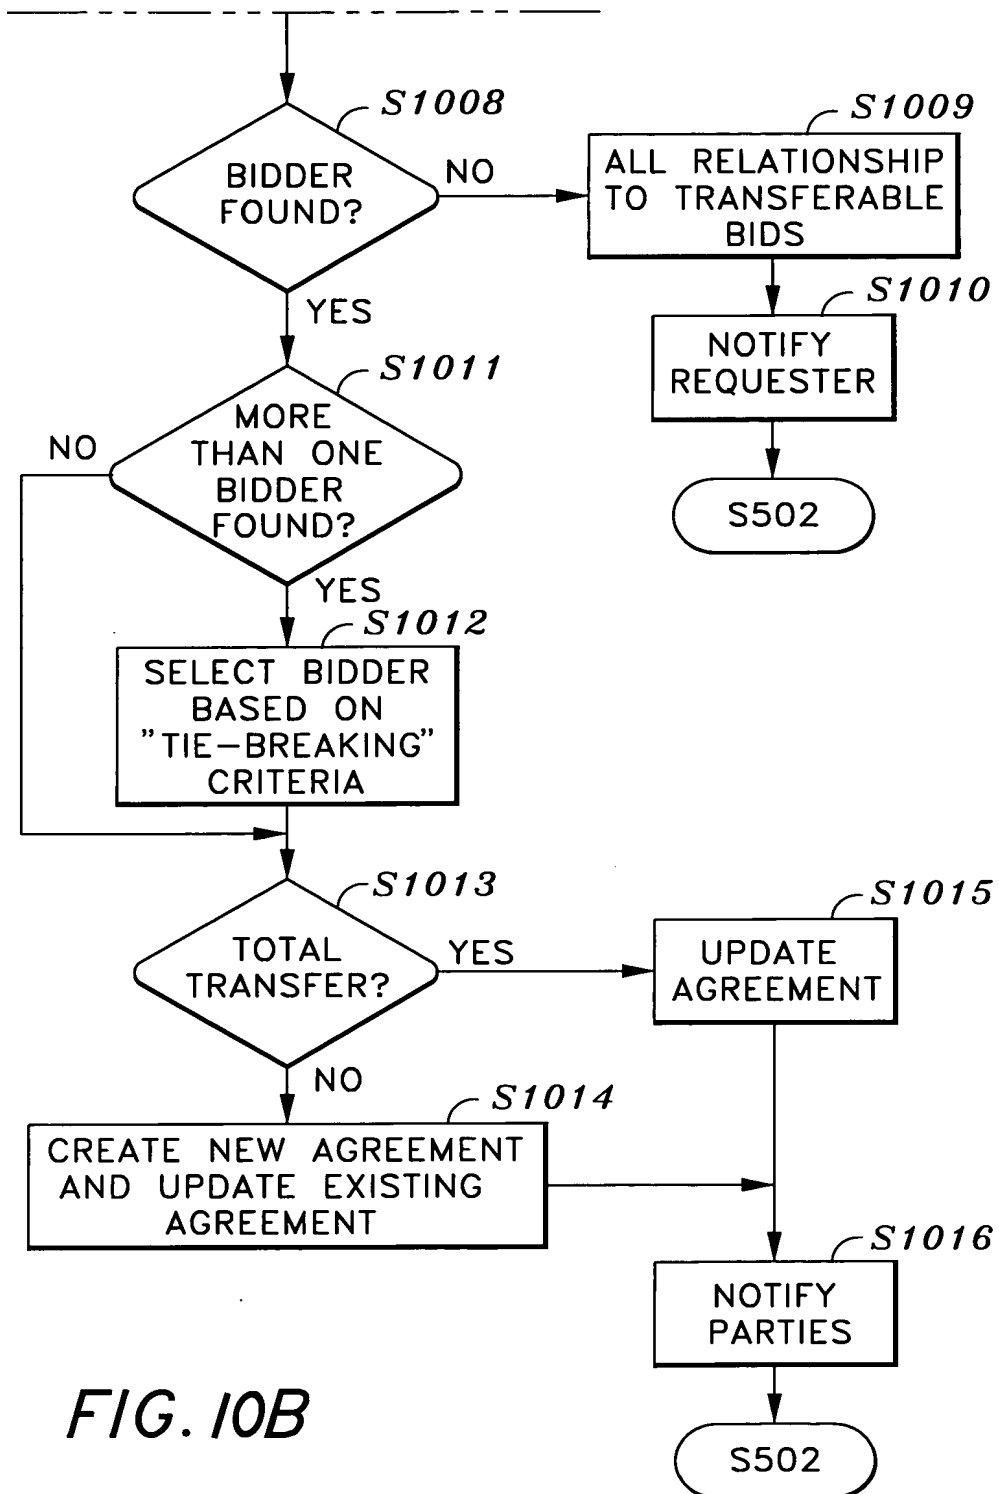 S1008
BIDDER
FOUND?
NO
YES
S1009
ALL RELATIONSHIP
TO TRANSFERABLE
BIDS
S1010
NOTIFY
REQUESTER
S502
S1011
MORE
THAN ONE
BIDDER
FOUND?
NO
YES
S1012
SELECT BIDDER
BASED ON
"TIE-BREAKING"
CRITERIA
S1013
TOTAL
TRANSFER?
YES
NO
S1015
UPDATE
AGREEMENT
S1014
CREATE NEW AGREEMENT
AND UPDATE EXISTING
AGREEMENT
S1016
NOTIFY
PARTIES
S502
FIG. 10B